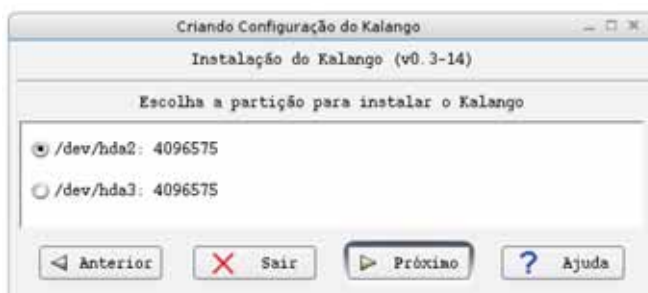 Criando Configuração do Kalango
Instalação do Kalango (v0.3-14)
Escolha a partição para instalar o Kalango
/dev/hda2: 4096575
/dev/hda3: 4096575
Anterior Sair Próximo ? Ajuda